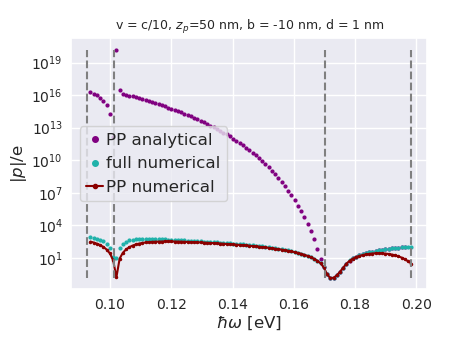 v = c/10, z_p=50 nm, b = -10 nm, d = 1 nm
|p|/e
10^19
10^16
10^13
10^10
10^7
10^4
10^1
PP analytical
full numerical
PP numerical
0.10 0.12 0.14 0.16 0.18 0.20
ħω [eV]